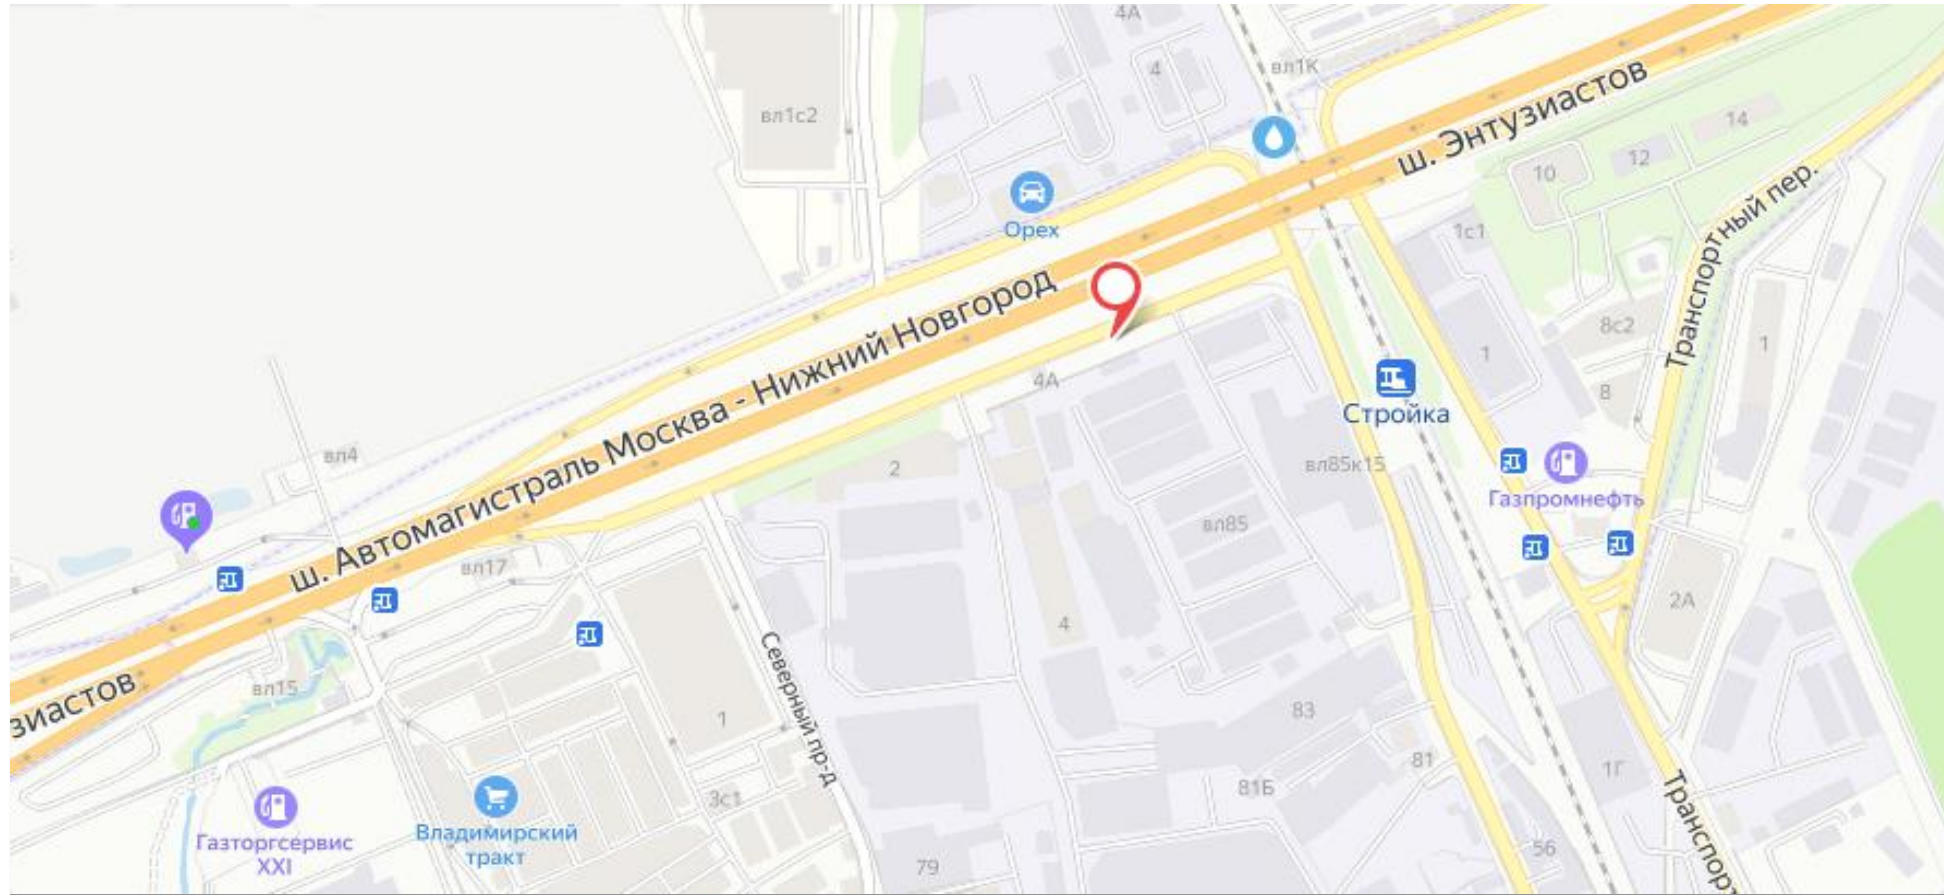 4А
вл1К
4
вл1с2
ш. Энтузиастов
14
12
10
Транспортный пер.
Орех
1с1
ш. Автомагистраль Москва - Нижний Новгород
8с2
1
1
4А
8
Стройка
вл4
2
вл85к15
Газпромнефть
вл85
вл17
2А
4
Северный пр-д
зиастов
вл15
1
83
81
1Г
81Б
3с1
Транспорт
Владимирский
тракт
Газторгсервис
XXI
79
56